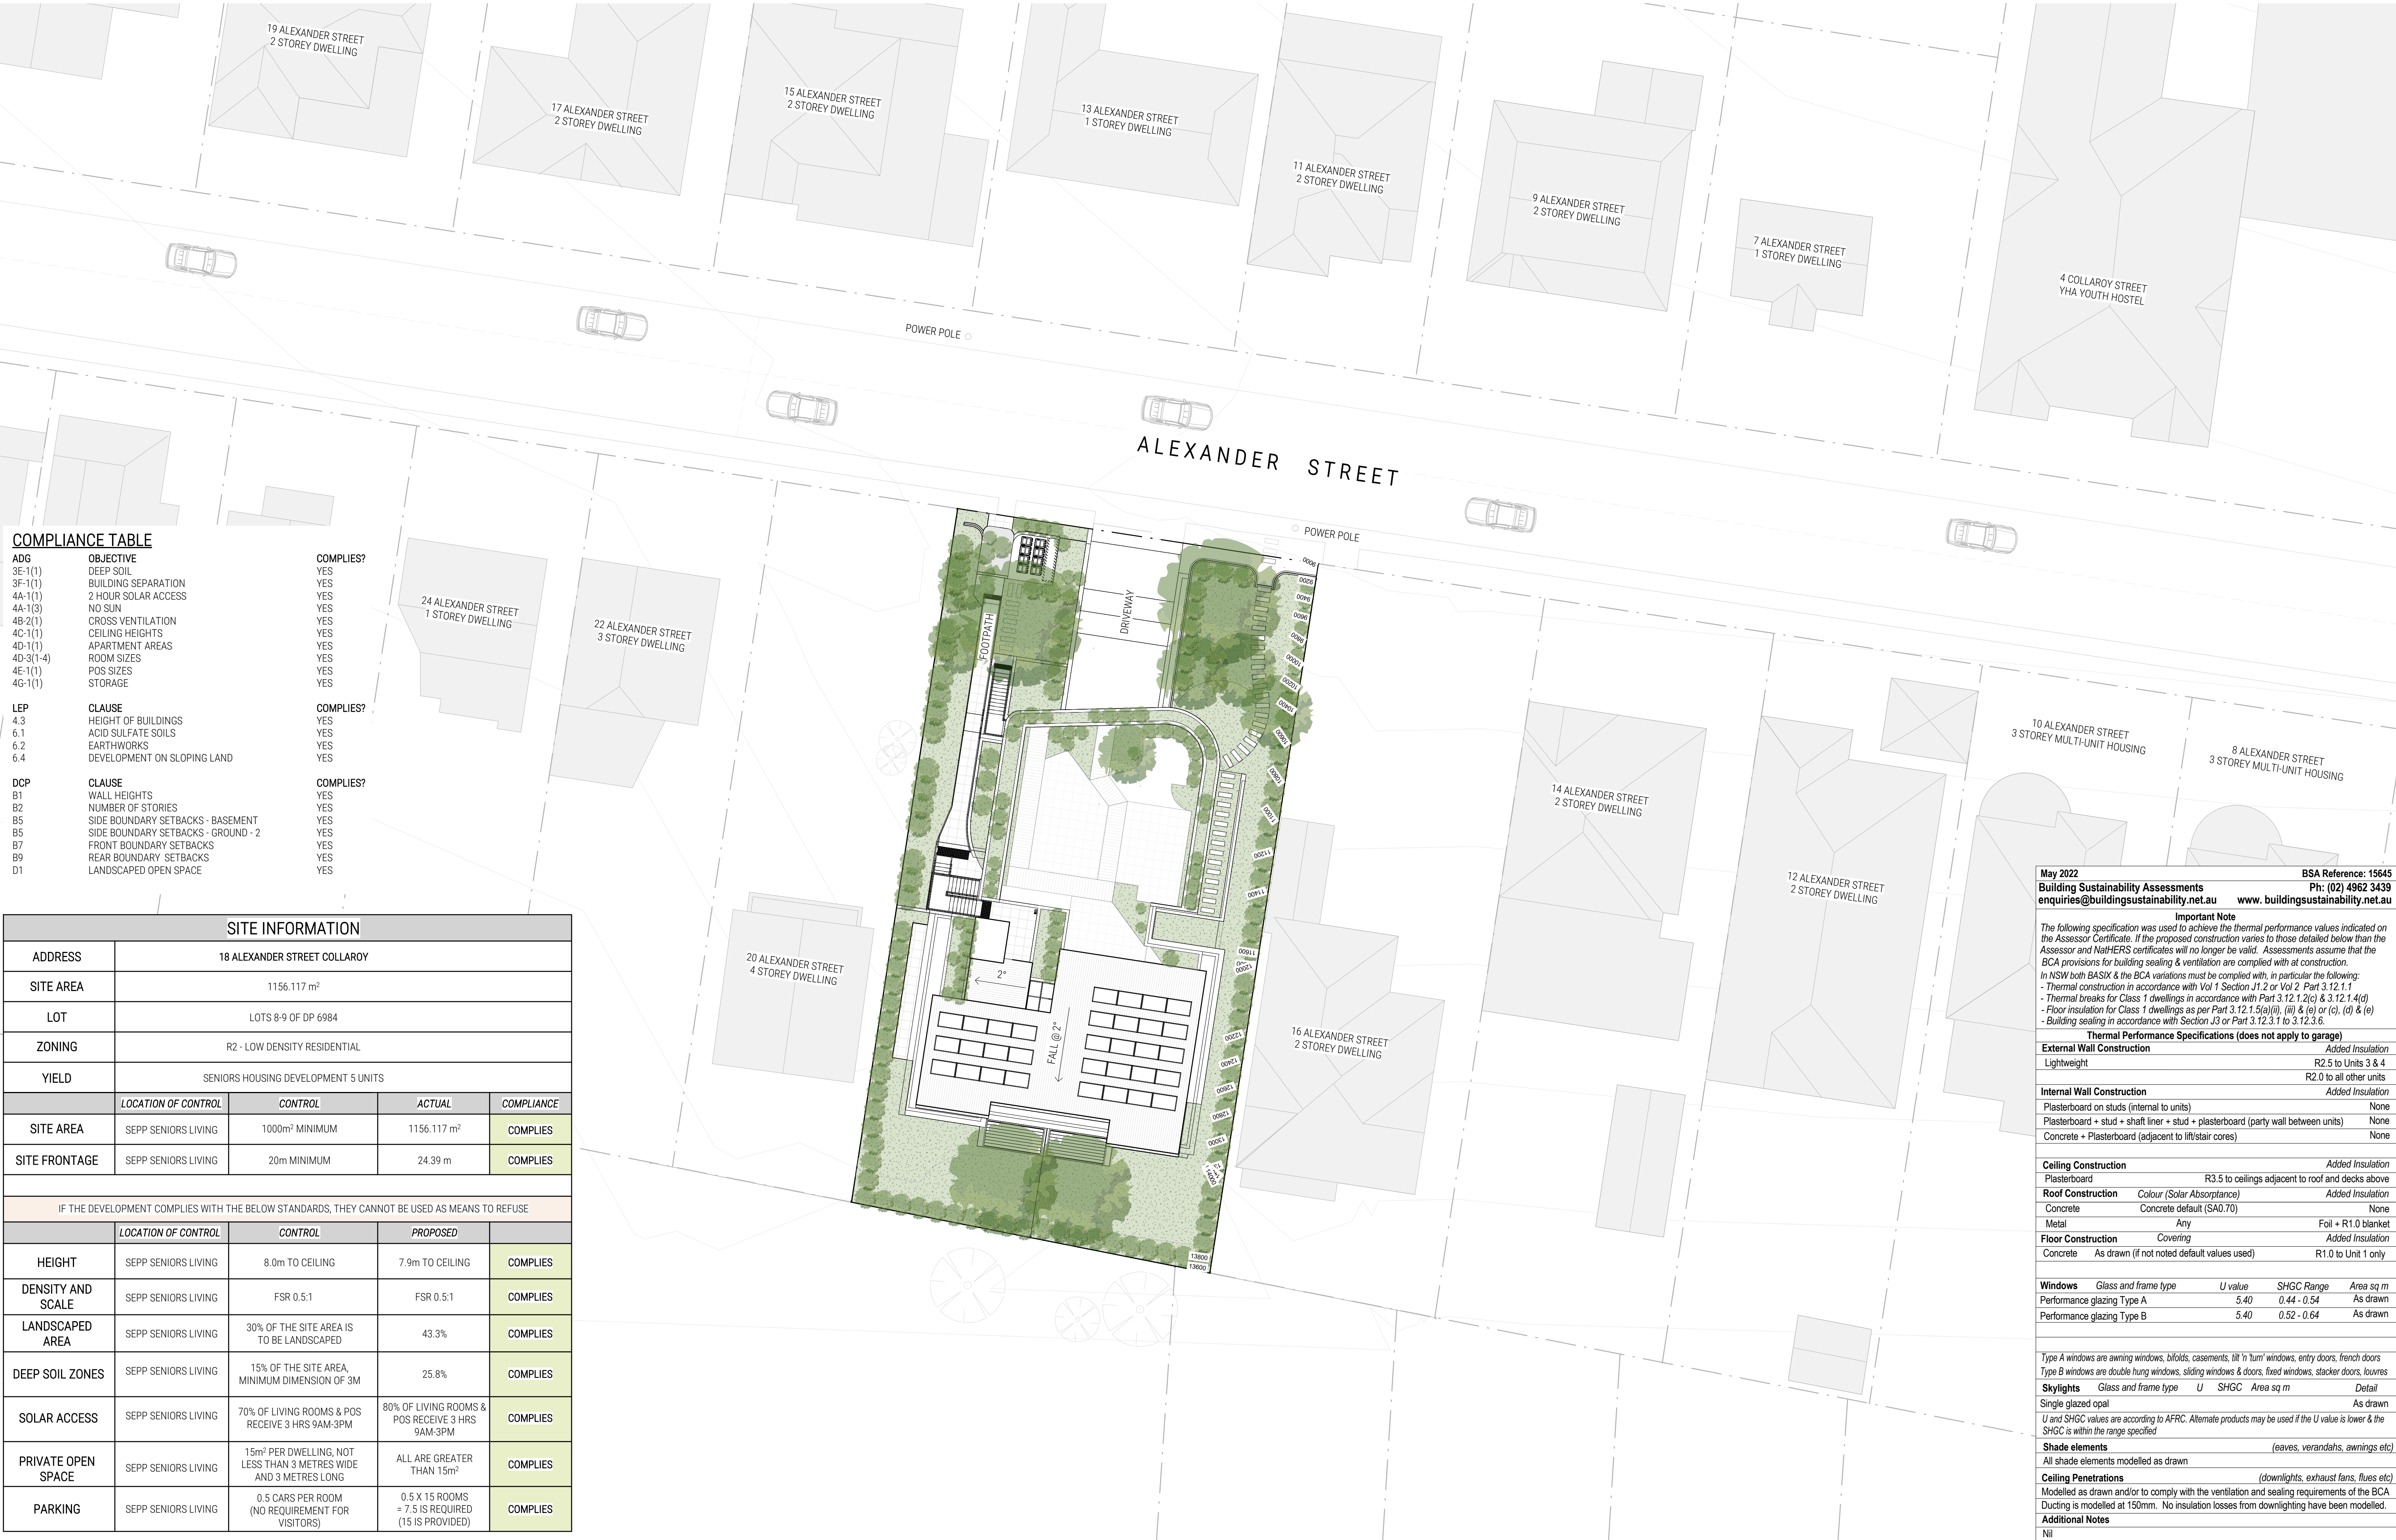 19 ALEXANDER STREET
2 STOREY DWELLING
17 ALEXANDER STREET
2 STOREY DWELLING
15 ALEXANDER STREET
2 STOREY DWELLING
13 ALEXANDER STREET
1 STOREY DWELLING
11 ALEXANDER STREET
2 STOREY DWELLING
9 ALEXANDER STREET
2 STOREY DWELLING
7 ALEXANDER STREET
1 STOREY DWELLING
4 COLLAROY STREET
YHA YOUTH HOSTEL
POWER POLE
ALEXANDER STREET
POWER POLE
24 ALEXANDER STREET
1 STOREY DWELLING
22 ALEXANDER STREET
3 STOREY DWELLING
20 ALEXANDER STREET
4 STOREY DWELLING
FOOTPATH
DRIVEWAY
2°
FALL @ 2°
9000
9200
9400
9600
9800
10000
10200
10400
10600
10800
11000
11200
11400
11600
12000
12200
12400
12600
12800
13000
14000
13800
13600
16 ALEXANDER STREET
2 STOREY DWELLING
14 ALEXANDER STREET
2 STOREY DWELLING
12 ALEXANDER STREET
2 STOREY DWELLING
10 ALEXANDER STREET
3 STOREY MULTI-UNIT HOUSING
8 ALEXANDER STREET
3 STOREY MULTI-UNIT HOUSING
COMPLIANCE TABLE
ADG OBJECTIVE COMPLIES?
3E-1(1) DEEP SOIL YES
3F-1(1) BUILDING SEPARATION YES
4A-1(1) 2 HOUR SOLAR ACCESS YES
4A-1(3) NO SUN YES
4B-2(1) CROSS VENTILATION YES
4C-1(1) CEILING HEIGHTS YES
4D-1(1) APARTMENT AREAS YES
4D-3(1-4) ROOM SIZES YES
4E-1(1) POS SIZES YES
4G-1(1) STORAGE YES
LEP CLAUSE COMPLIES?
4.3 HEIGHT OF BUILDINGS YES
6.1 ACID SULFATE SOILS YES
6.2 EARTHWORKS YES
6.4 DEVELOPMENT ON SLOPING LAND YES
DCP CLAUSE COMPLIES?
B1 WALL HEIGHTS YES
B2 NUMBER OF STORIES YES
B5 SIDE BOUNDARY SETBACKS - BASEMENT YES
B5 SIDE BOUNDARY SETBACKS - GROUND - 2 YES
B7 FRONT BOUNDARY SETBACKS YES
B9 REAR BOUNDARY SETBACKS YES
D1 LANDSCAPED OPEN SPACE YES
SITE INFORMATION
ADDRESS 18 ALEXANDER STREET COLLAROY
SITE AREA 1156.117 m²
LOT LOTS 8-9 OF DP 6984
ZONING R2 - LOW DENSITY RESIDENTIAL
YIELD SENIORS HOUSING DEVELOPMENT 5 UNITS
LOCATION OF CONTROL CONTROL ACTUAL COMPLIANCE
SITE AREA SEPP SENIORS LIVING 1000m² MINIMUM 1156.117 m² COMPLIES
SITE FRONTAGE SEPP SENIORS LIVING 20m MINIMUM 24.39 m COMPLIES
IF THE DEVELOPMENT COMPLIES WITH THE BELOW STANDARDS, THEY CANNOT BE USED AS MEANS TO REFUSE
LOCATION OF CONTROL CONTROL PROPOSED
HEIGHT SEPP SENIORS LIVING 8.0m TO CEILING 7.9m TO CEILING COMPLIES
DENSITY AND
SCALE
SEPP SENIORS LIVING FSR 0.5:1 FSR 0.5:1 COMPLIES
LANDSCAPED
AREA
SEPP SENIORS LIVING
30% OF THE SITE AREA IS
TO BE LANDSCAPED
43.3% COMPLIES
DEEP SOIL ZONES SEPP SENIORS LIVING
15% OF THE SITE AREA,
MINIMUM DIMENSION OF 3M
25.8% COMPLIES
SOLAR ACCESS SEPP SENIORS LIVING
70% OF LIVING ROOMS & POS
RECEIVE 3 HRS 9AM-3PM
80% OF LIVING ROOMS &
POS RECEIVE 3 HRS
9AM-3PM
COMPLIES
PRIVATE OPEN
SPACE
SEPP SENIORS LIVING
15m² PER DWELLING, NOT
LESS THAN 3 METRES WIDE
AND 3 METRES LONG
ALL ARE GREATER
THAN 15m²
COMPLIES
PARKING SEPP SENIORS LIVING
0.5 CARS PER ROOM
(NO REQUIREMENT FOR
VISITORS)
0.5 X 15 ROOMS
= 7.5 IS REQUIRED
(15 IS PROVIDED)
COMPLIES
May 2022 BSA Reference: 15645
Building Sustainability Assessments Ph: (02) 4962 3439
enquiries@buildingsustainability.net.au www. buildingsustainability.net.au
Important Note
The following specification was used to achieve the thermal performance values indicated on
the Assessor Certificate. If the proposed construction varies to those detailed below than the
Assessor and NatHERS certificates will no longer be valid. Assessments assume that the
BCA provisions for building sealing & ventilation are complied with at construction.
In NSW both BASIX & the BCA variations must be complied with, in particular the following:
- Thermal construction in accordance with Vol 1 Section J1.2 or Vol 2 Part 3.12.1.1
- Thermal breaks for Class 1 dwellings in accordance with Part 3.12.1.2(c) & 3.12.1.4(d)
- Floor insulation for Class 1 dwellings as per Part 3.12.1.5(a)(ii), (iii) & (e) or (c), (d) & (e)
- Building sealing in accordance with Section J3 or Part 3.12.3.1 to 3.12.3.6.
Thermal Performance Specifications (does not apply to garage)
External Wall Construction Added Insulation
Lightweight R2.5 to Units 3 & 4
R2.0 to all other units
Internal Wall Construction Added Insulation
Plasterboard on studs (internal to units) None
Plasterboard + stud + shaft liner + stud + plasterboard (party wall between units) None
Concrete + Plasterboard (adjacent to lift/stair cores) None
Ceiling Construction Added Insulation
Plasterboard R3.5 to ceilings adjacent to roof and decks above
Roof Construction Colour (Solar Absorptance) Added Insulation
Concrete Concrete default (SA0.70) None
Metal Any Foil + R1.0 blanket
Floor Construction Covering Added Insulation
Concrete As drawn (if not noted default values used) R1.0 to Unit 1 only
Windows Glass and frame type U value SHGC Range Area sq m
Performance glazing Type A 5.40 0.44 - 0.54 As drawn
Performance glazing Type B 5.40 0.52 - 0.64 As drawn
Type A windows are awning windows, bifolds, casements, tilt 'n 'turn' windows, entry doors, french doors
Type B windows are double hung windows, sliding windows & doors, fixed windows, stacker doors, louvres
Skylights Glass and frame type U SHGC Area sq m Detail
Single glazed opal As drawn
U and SHGC values are according to AFRC. Alternate products may be used if the U value is lower & the
SHGC is within the range specified
Shade elements (eaves, verandahs, awnings etc)
All shade elements modelled as drawn
Ceiling Penetrations (downlights, exhaust fans, flues etc)
Modelled as drawn and/or to comply with the ventilation and sealing requirements of the BCA
Ducting is modelled at 150mm. No insulation losses from downlighting have been modelled.
Additional Notes
Nil